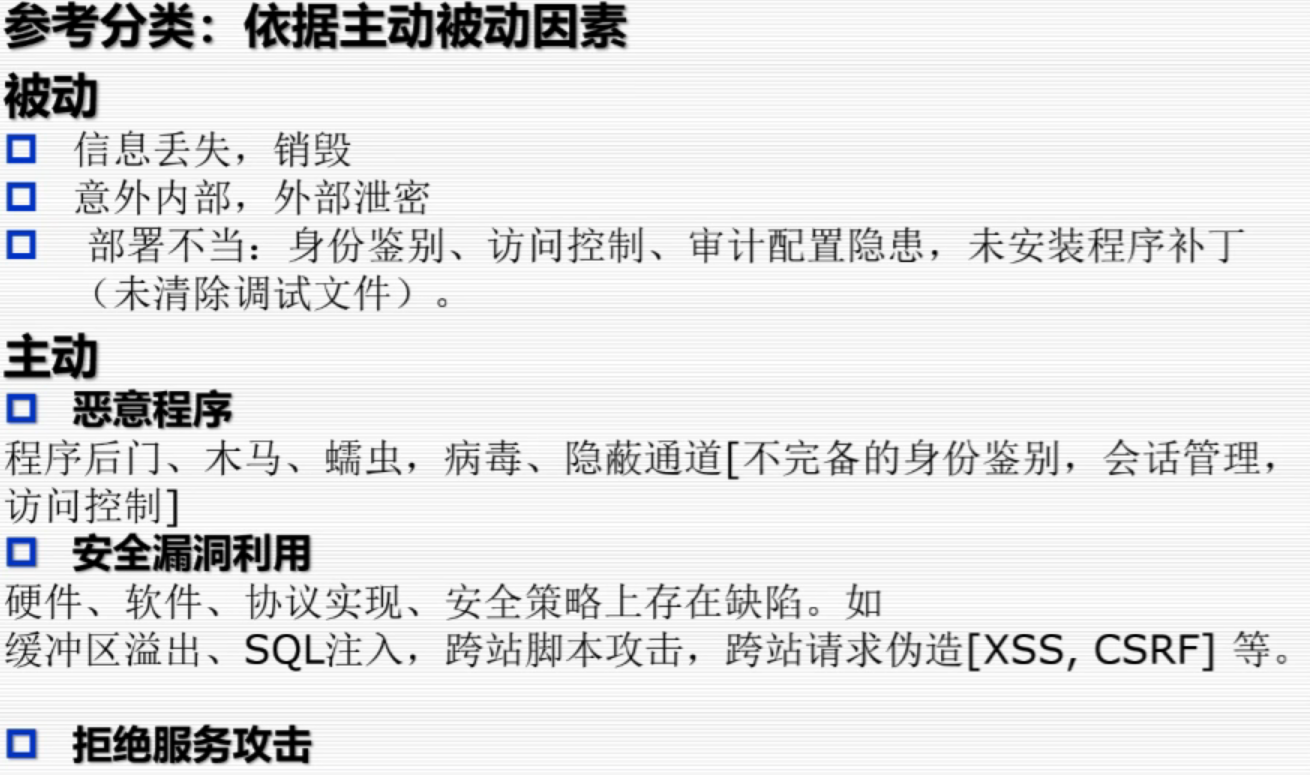 参考分类：依据主动被动因素
被动
信息丢失，销毁
意外内部，外部泄密
部署不当：身份鉴别、访问控制、审计配置隐患，未安装程序补丁
（未清除调试文件）。
主动
恶意程序
程序后门、木马、蠕虫，病毒、隐蔽通道[不完备的身份鉴别，会话管理，
访问控制]
安全漏洞利用
硬件、软件、协议实现、安全策略上存在缺陷。如
缓冲区溢出、SQL注入，跨站脚本攻击，跨站请求伪造[XSS, CSRF] 等。
拒绝服务攻击